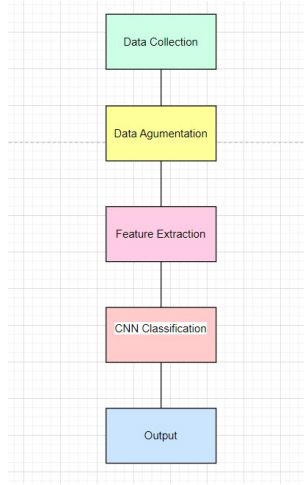 Data Collection
Data Agumentation
Feature Extraction
CNN Classification
Output